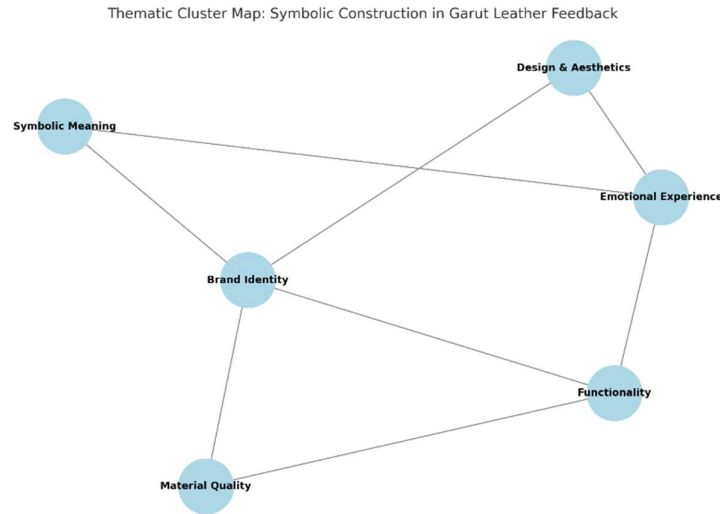 Thematic Cluster Map: Symbolic Construction in Garut Leather Feedback
Design & Aesthetics
Symbolic Meaning
Emotional Experience
Brand Identity
Functionality
Material Quality